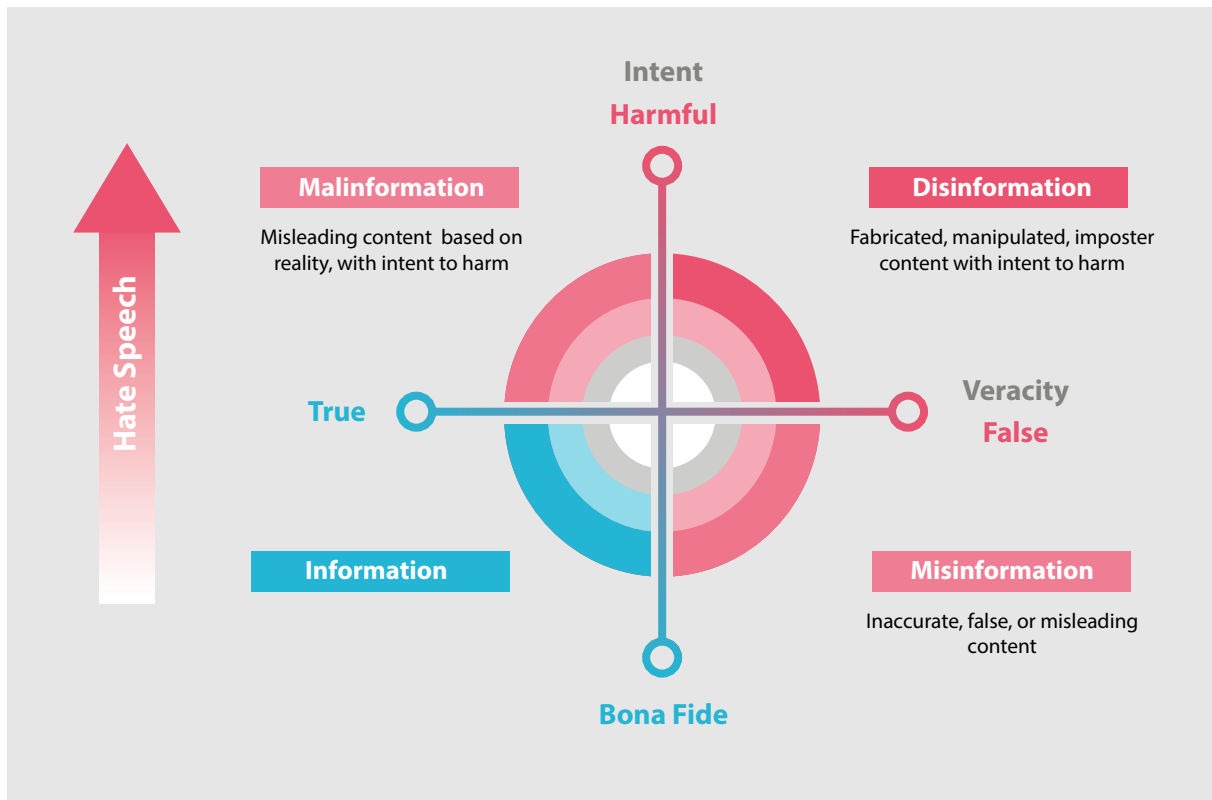 Intent
Harmful
Malinformation
Misleading content based on
reality, with intent to harm
Disinformation
Fabricated, manipulated, imposter
content with intent to harm
Hate Speech
True
Veracity
False
Information
Misinformation
Inaccurate, false, or misleading
content
Bona Fide